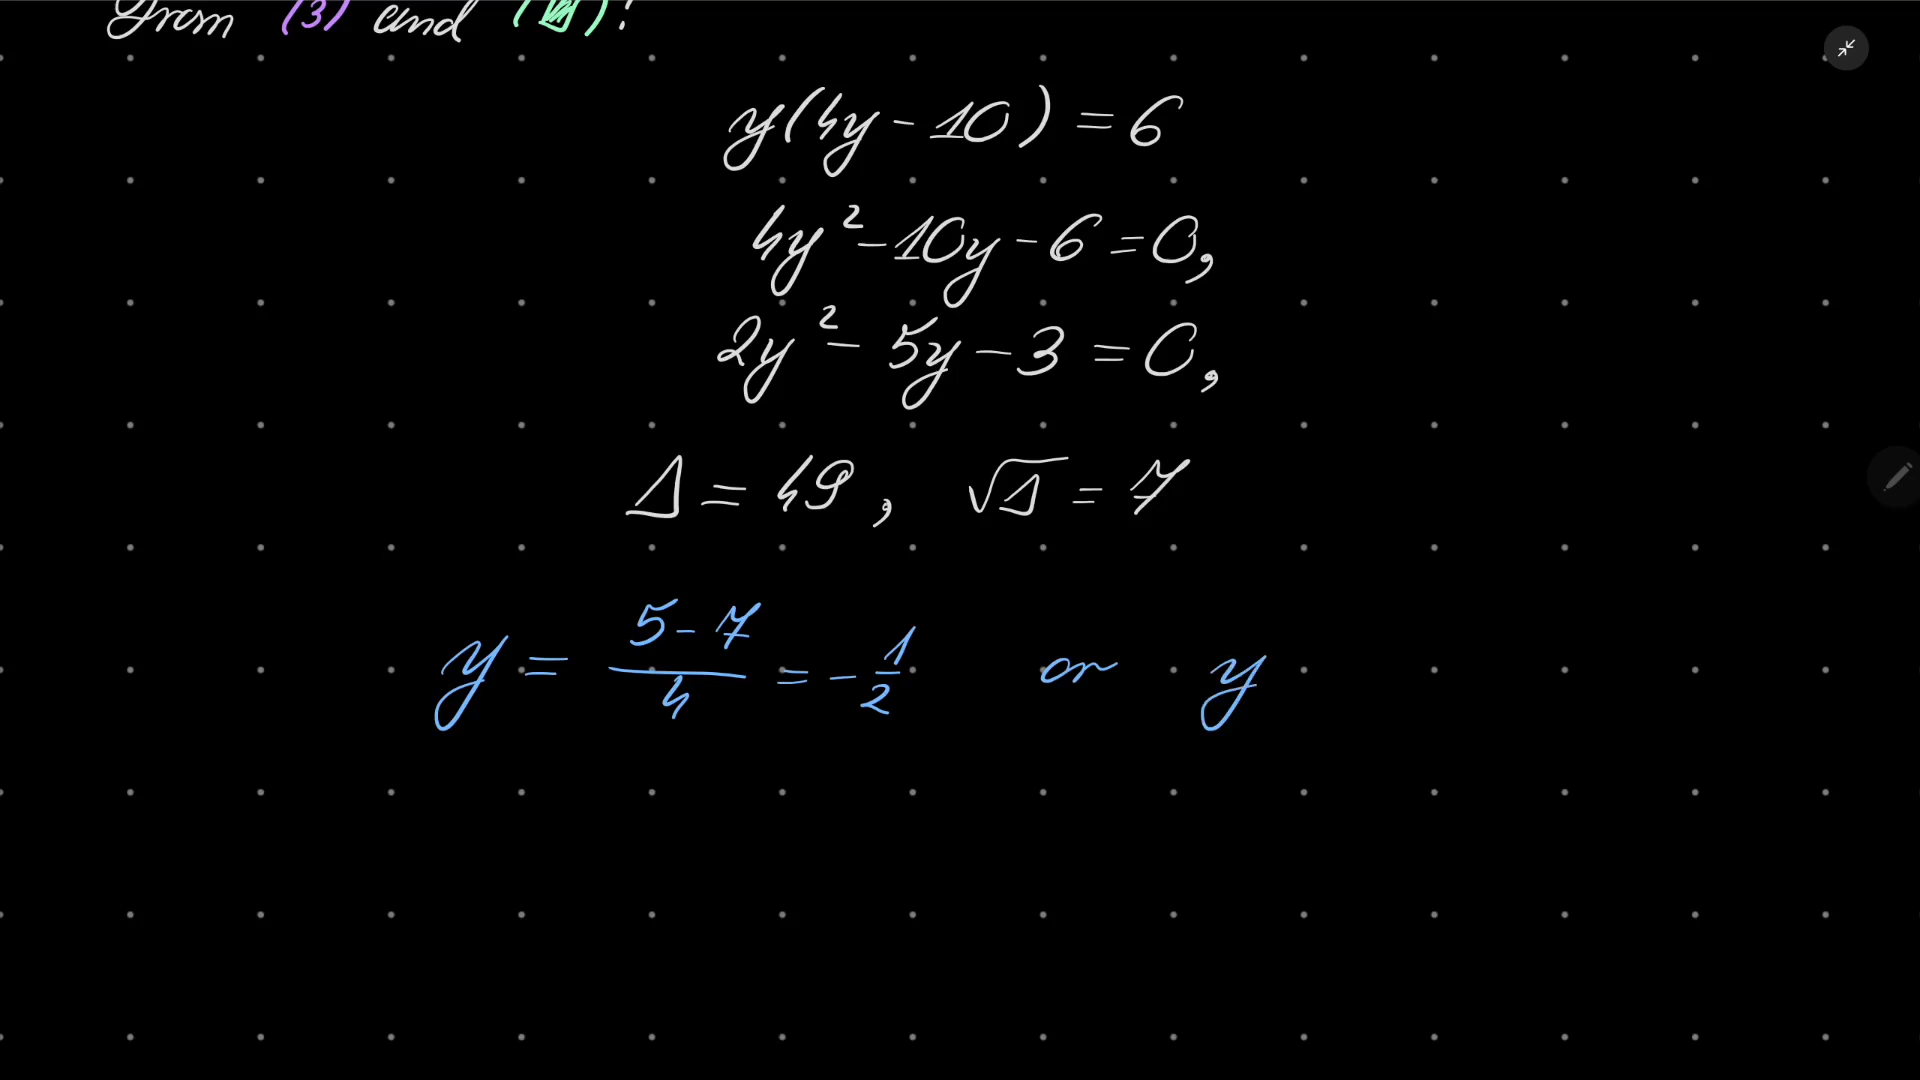 From (3) and ( ):
y(4y - 10) = 6
4y² - 10y - 6 = 0,
2y² - 5y - 3 = 0,
Δ = 49, √Δ = 7
y = (5 - 7)/4 = - 1/2 or y